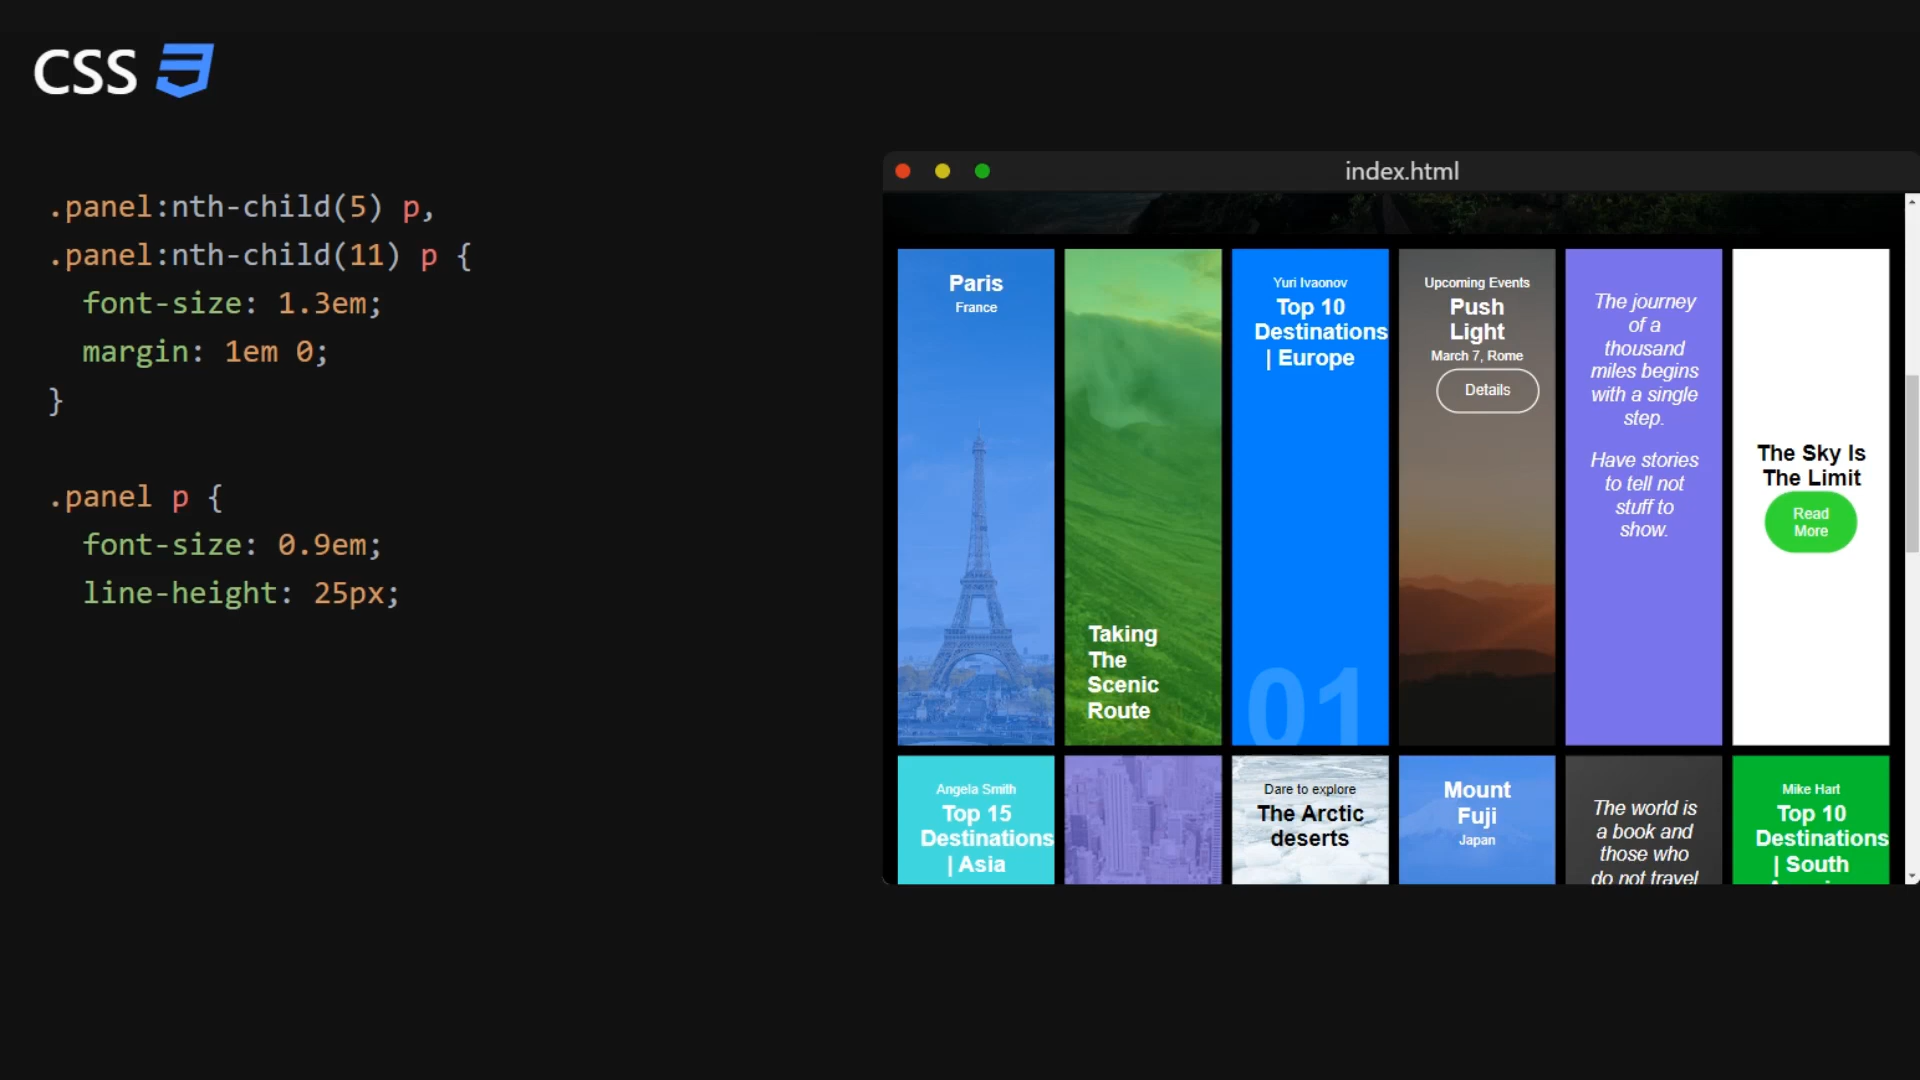 CSS
.panel:nth-child(5) p,
.panel:nth-child(11) p {
font-size: 1.3em;
margin: 1em 0;
}
.panel p {
font-size: 0.9em;
line-height: 25px;
index.html
Paris
France
Taking
The
Scenic
Route
Yuri Ivaonov
Top 10
Destinations
| Europe
01
Upcoming Events
Push
Light
March 7, Rome
Details
The journey
of a
thousand
miles begins
with a single
step.
Have stories
to tell not
stuff to
show.
The Sky Is
The Limit
Read
More
Angela Smith
Top 15
Destinations
| Asia
Dare to explore
The Arctic
deserts
Mount
Fuji
Japan
The world is
a book and
those who
do not travel
Mike Hart
Top 10
Destinations
| South